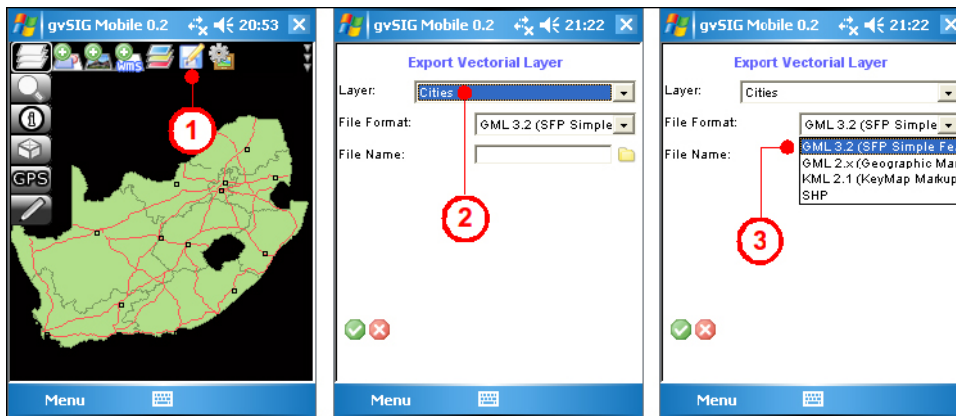 gvSIG Mobile 0.2 20:53
Wms
1
GPS
Menu
gvSIG Mobile 0.2 21:22
Export Vectorial Layer
Layer: Cities
File Format: GML 3.2 (SFP Simple
File Name:
2
Menu
gvSIG Mobile 0.2 21:22
Export Vectorial Layer
Layer: Cities
File Format: GML 3.2 (SFP Simple
File Name:
GML 3.2 (SFP Simple Fe
GML 2.x (Geographic Mar
KML 2.1 (KeyMap Markup
SHP
3
Menu